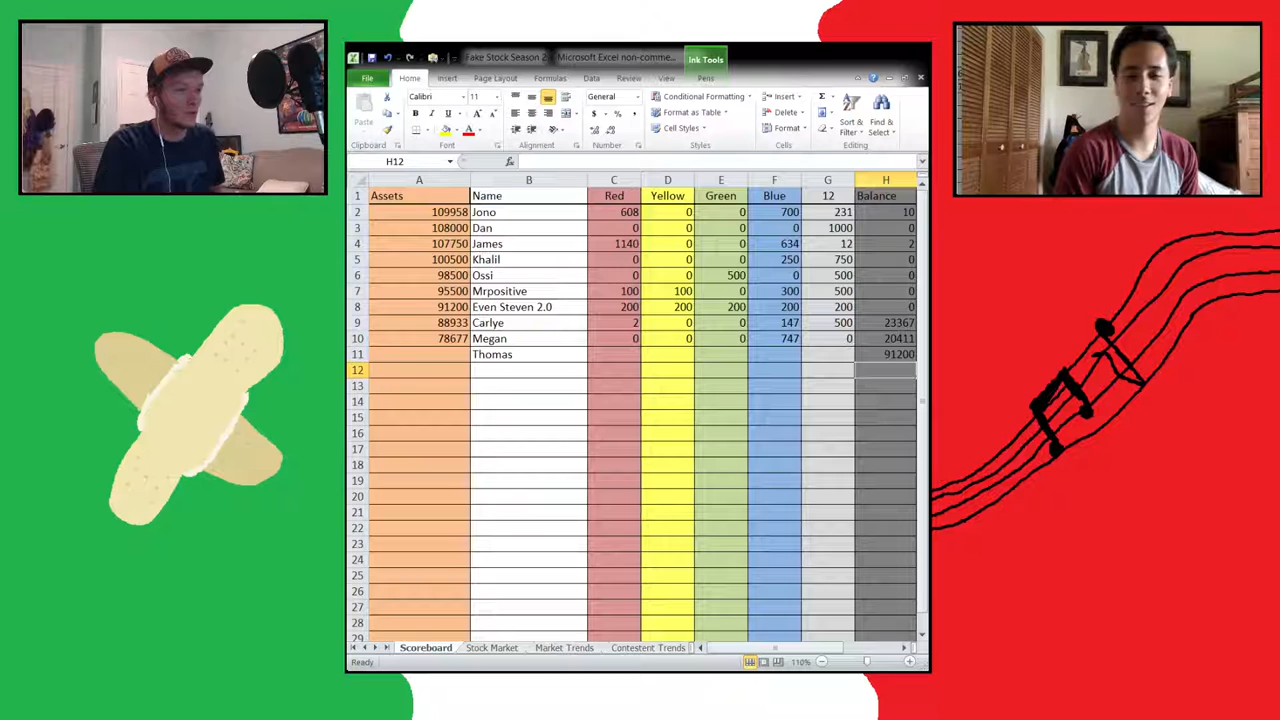 Fake Stock Season 2 Microsoft Excel non-comme... Ink Tools
File Home Insert Page Layout Formulas Data Review View Pens
Paste Calibri 11 General Conditional Formatting Insert Σ
B I U A A $ % , Format as Table Delete Sort & Filter Find & Select
A Cell Styles Format
Clipboard Font Alignment Number Styles Cells Editing
H12 fx
A B C D E F G H
1 Assets Name Red Yellow Green Blue 12 Balance
2 109958 Jono 608 0 0 700 231 10
3 108000 Dan 0 0 0 0 1000 0
4 107750 James 1140 0 0 634 12 2
5 100500 Khalil 0 0 0 250 750 0
6 98500 Ossi 0 0 500 0 500 0
7 95500 Mrpositive 100 100 0 300 500 0
8 91200 Even Steven 2.0 200 200 200 200 200 0
9 88933 Carlye 2 0 0 147 500 23367
10 78677 Megan 0 0 0 747 0 20411
11 Thomas 91200
12
13
14
15
16
17
18
19
20
21
22
23
24
25
26
27
28
29
Scoreboard Stock Market Market Trends Contestent Trends
Ready 110%